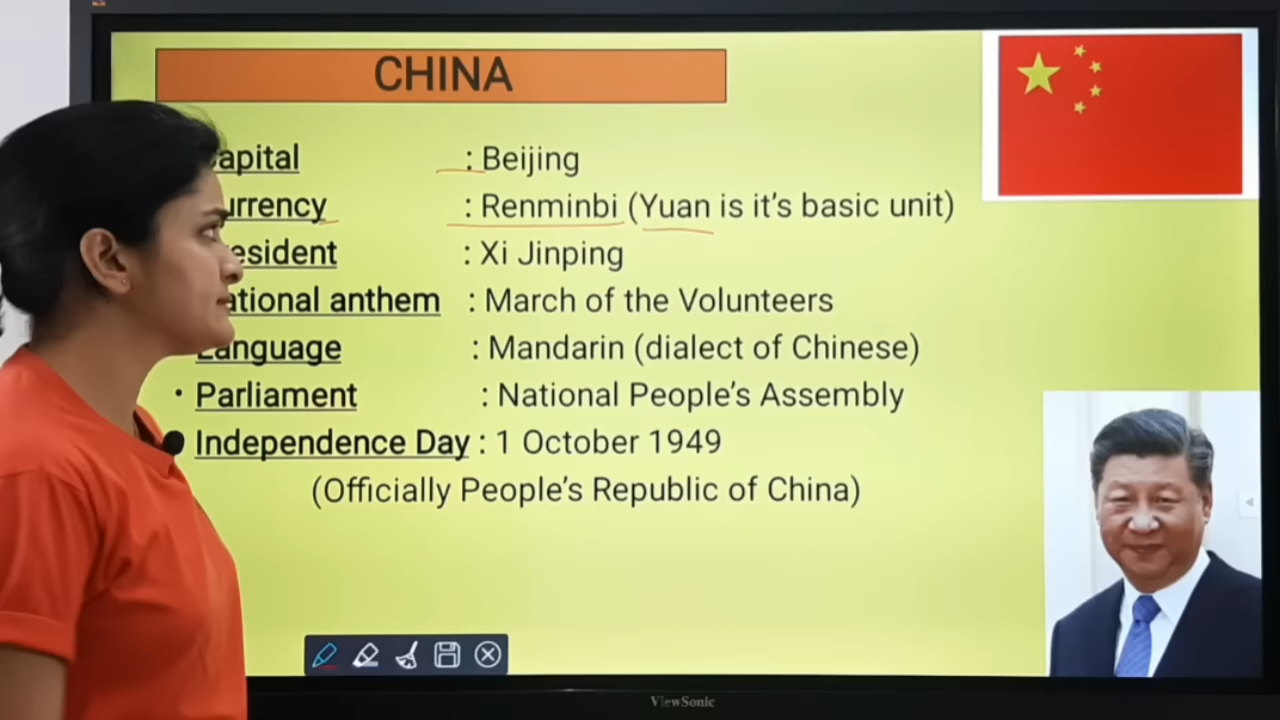 CHINA
apital : Beijing
urrency : Renminbi (Yuan is it's basic unit)
esident : Xi Jinping
ational anthem : March of the Volunteers
Language : Mandarin (dialect of Chinese)
• Parliament : National People's Assembly
Independence Day : 1 October 1949
(Officially People's Republic of China)
ViewSonic